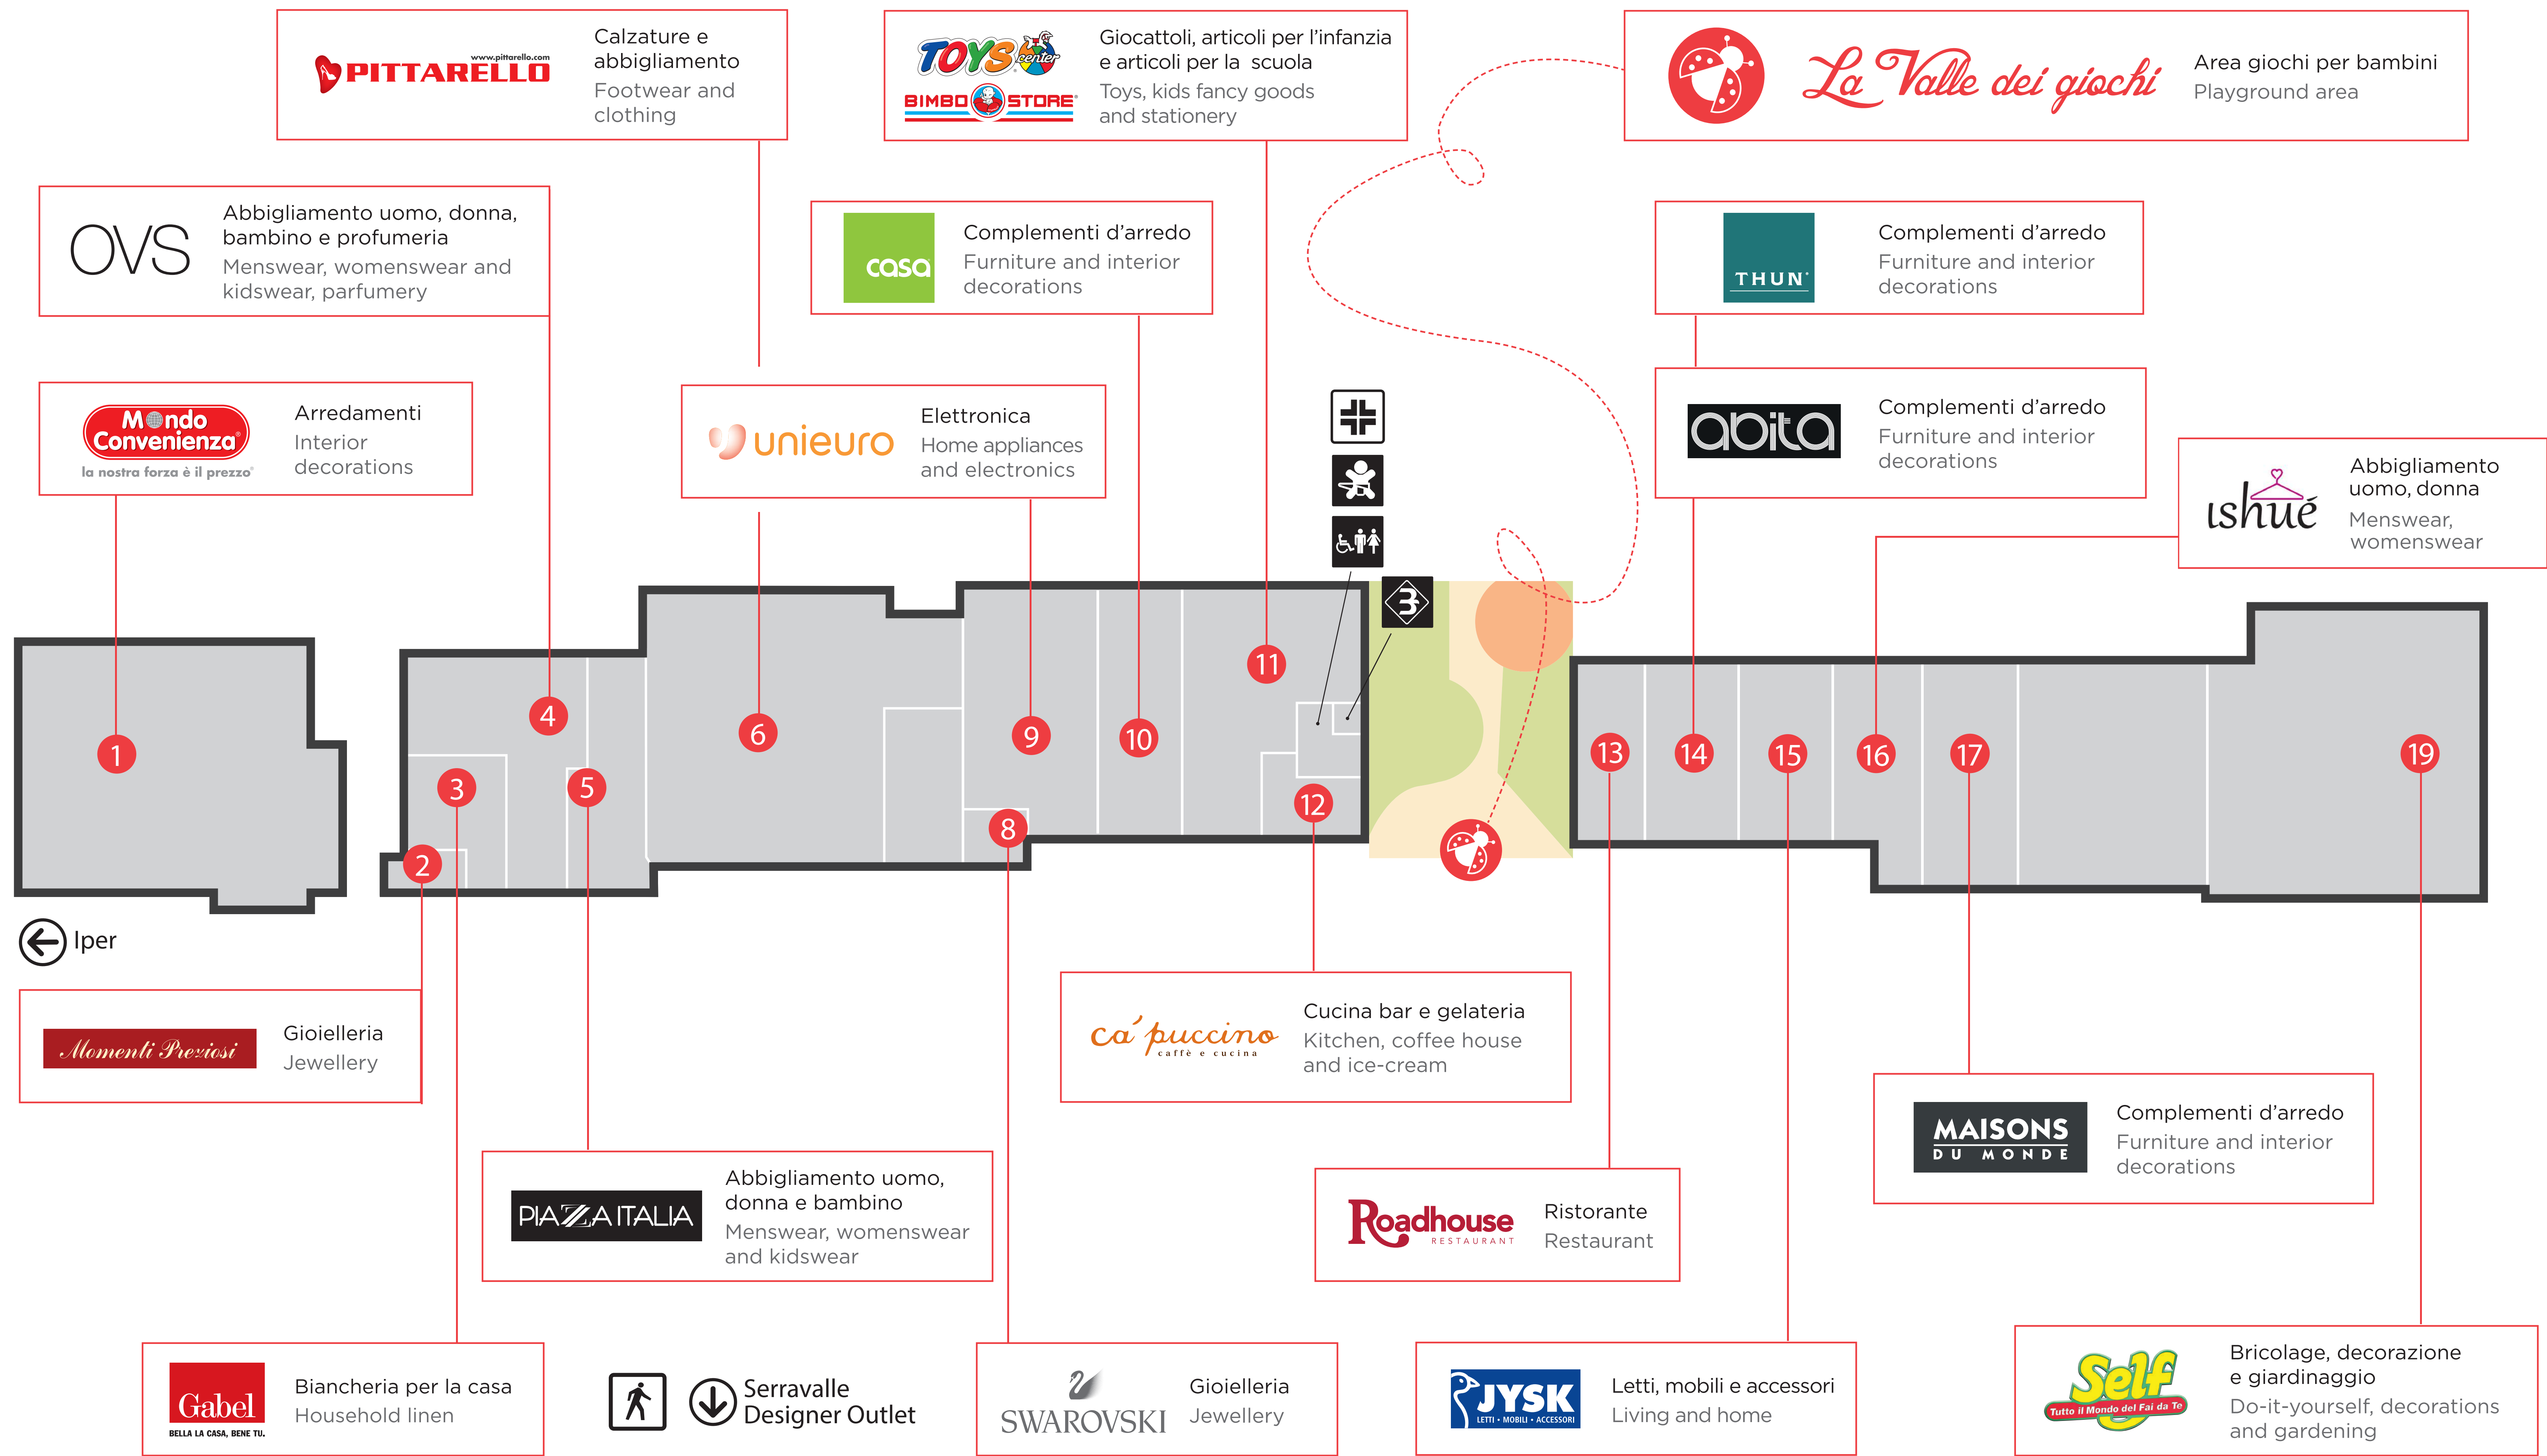 www.pittarello.com
PITTARELLO
Calzature e
abbigliamento
Footwear and
clothing
TOYS center
BIMBO STORE
Giocattoli, articoli per l'infanzia
e articoli per la scuola
Toys, kids fancy goods
and stationery
La Valle dei giochi
Area giochi per bambini
Playground area
OVS
Abbigliamento uomo, donna,
bambino e profumeria
Menswear, womenswear and
kidswear, parfumery
casa
Complementi d'arredo
Furniture and interior
decorations
THUN
Complementi d'arredo
Furniture and interior
decorations
Mondo
Convenienza
la nostra forza è il prezzo
Arredamenti
Interior
decorations
unieuro
Elettronica
Home appliances
and electronics
abita
Complementi d'arredo
Furniture and interior
decorations
ishué
Abbigliamento
uomo, donna
Menswear,
womenswear
1
2
3
4
5
6
8
9
10
11
12
13
14
15
16
17
19
Iper
Momenti Preziosi
Gioielleria
Jewellery
ca'puccino
caffè e cucina
Cucina bar e gelateria
Kitchen, coffee house
and ice-cream
MAISONS
DU MONDE
Complementi d'arredo
Furniture and interior
decorations
PIAZZA ITALIA
Abbigliamento uomo,
donna e bambino
Menswear, womenswear
and kidswear
Roadhouse
RESTAURANT
Ristorante
Restaurant
Gabel
BELLA LA CASA, BENE TU.
Biancheria per la casa
Household linen
Serravalle
Designer Outlet
SWAROVSKI
Gioielleria
Jewellery
JYSK
LETTI • MOBILI • ACCESSORI
Letti, mobili e accessori
Living and home
Self
Tutto il Mondo del Fai da Te
Bricolage, decorazione
e giardinaggio
Do-it-yourself, decorations
and gardening